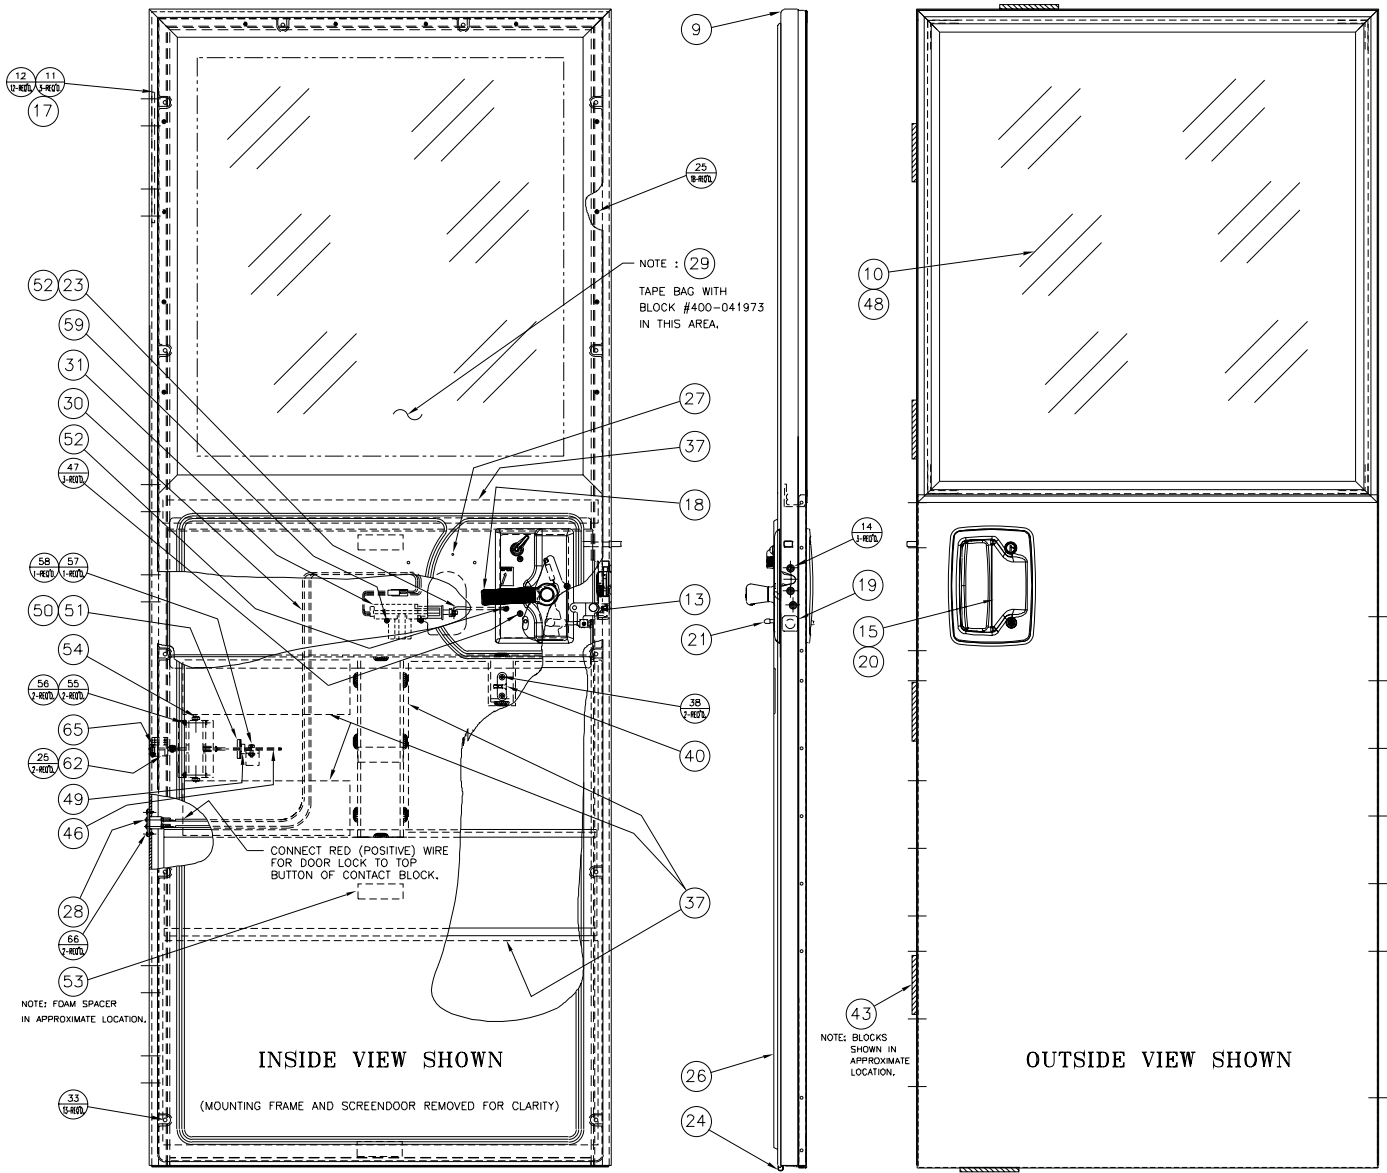 12 11
12-REQ'D. 3-REQ'D.
17
52 23
59
31
30
52
47
3-REQ'D.
58 57
1-REQ'D. 1-REQ'D.
50 51
54
56 55
2-REQ'D. 2-REQ'D.
65
25 62
2-REQ'D.
49
46
28
66
2-REQ'D.
53
NOTE: FOAM SPACER
IN APPROXIMATE LOCATION.
33
13-REQ'D.
CONNECT RED (POSITIVE) WIRE
FOR DOOR LOCK TO TOP
BUTTON OF CONTACT BLOCK.
INSIDE VIEW SHOWN
(MOUNTING FRAME AND SCREENDOOR REMOVED FOR CLARITY)
9
25
18-REQ'D.
NOTE : 29
TAPE BAG WITH
BLOCK #400-041973
IN THIS AREA.
27
37
18
13
21
38
2-REQ'D.
40
37
26
24
10
48
14
3-REQ'D.
19
15
20
43
NOTE: BLOCKS
SHOWN IN
APPROXIMATE
LOCATION.
OUTSIDE VIEW SHOWN